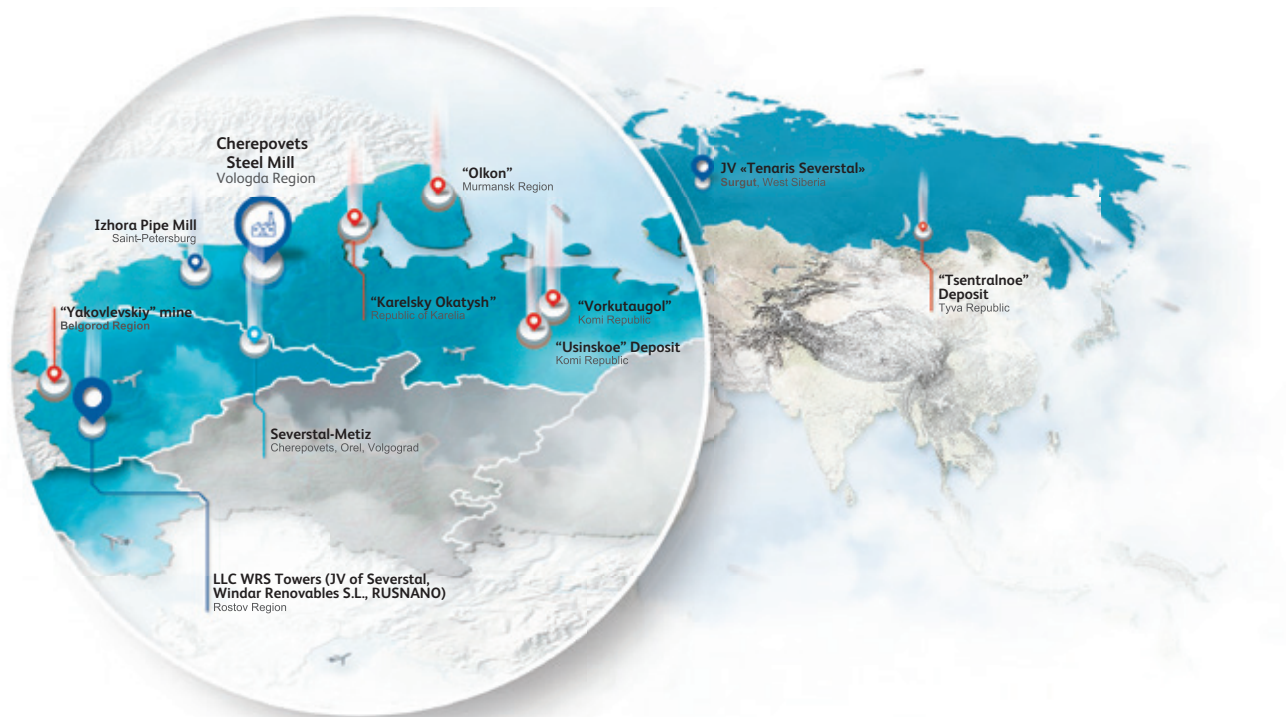 Cherepovets
Steel Mill
Vologda Region
"Olkon"
Murmansk Region
JV «Tenaris Severstal»
Surgut, West Siberia
Izhora Pipe Mill
Saint-Petersburg
"Karelsky Okatysh"
Republic of Karelia
"Vorkutaugol"
Komi Republic
"Tsentralnoe"
Deposit
Tyva Republic
"Yakovlevskiy" mine
Belgorod Region
"Usinskoe" Deposit
Komi Republic
Severstal-Metiz
Cherepovets, Orel, Volgograd
LLC WRS Towers (JV of Severstal,
Windar Renovables S.L., RUSNANO)
Rostov Region